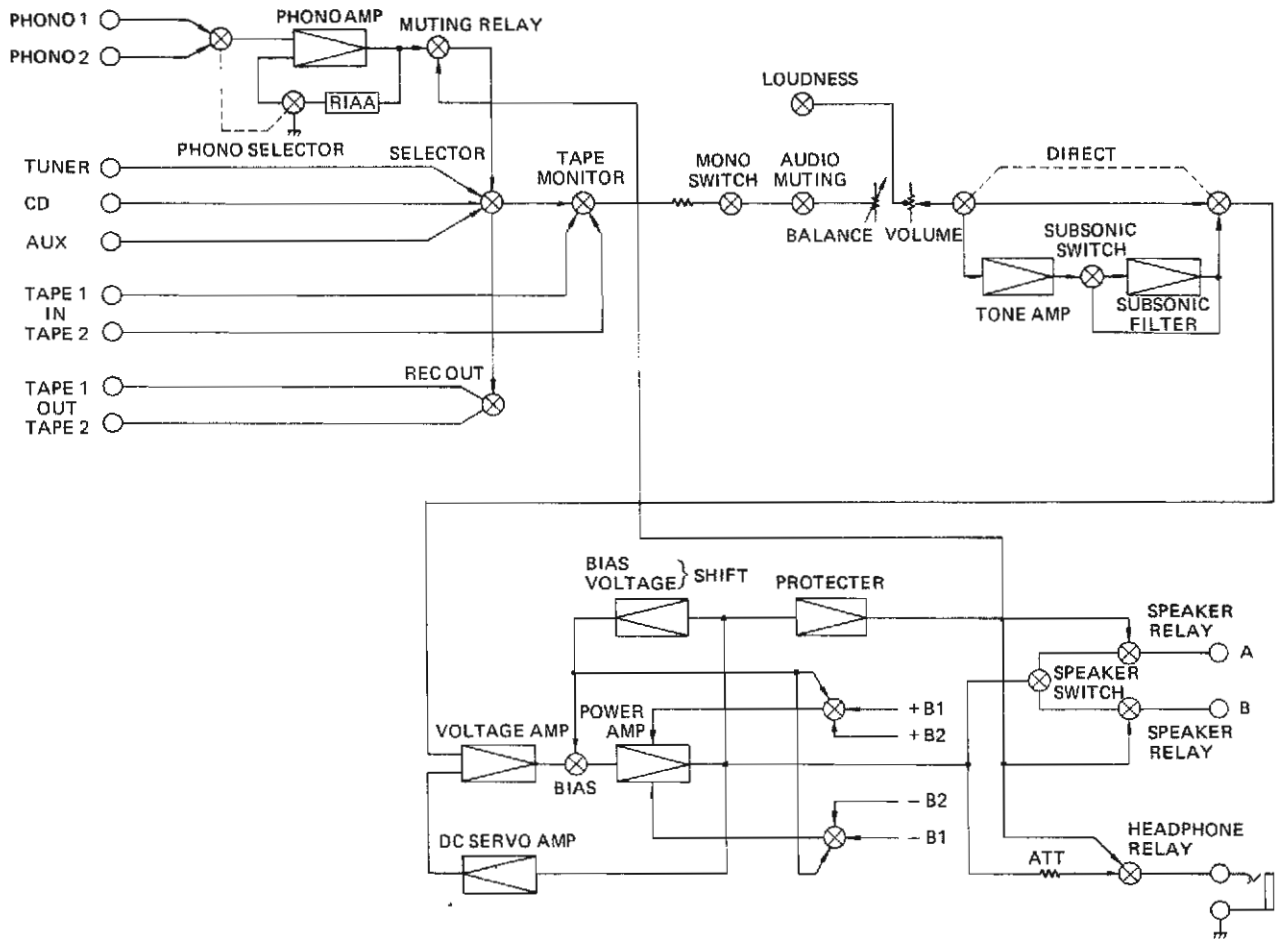 PHONO 1
PHONO 2
PHONO AMP
MUTING RELAY
RIAA
PHONO SELECTOR
LOUDNESS
TUNER
CD
AUX
SELECTOR
TAPE
MONITOR
MONO
SWITCH
AUDIO
MUTING
BALANCE
VOLUME
DIRECT
SUBSONIC
SWITCH
TONE AMP
SUBSONIC
FILTER
TAPE 1
IN
TAPE 2
TAPE 1
OUT
TAPE 2
REC OUT
BIAS
VOLTAGE } SHIFT
PROTECTER
SPEAKER
RELAY
A
SPEAKER
SWITCH
B
SPEAKER
RELAY
VOLTAGE AMP
POWER
AMP
BIAS
+ B1
+ B2
− B2
− B1
DC SERVO AMP
ATT
HEADPHONE
RELAY